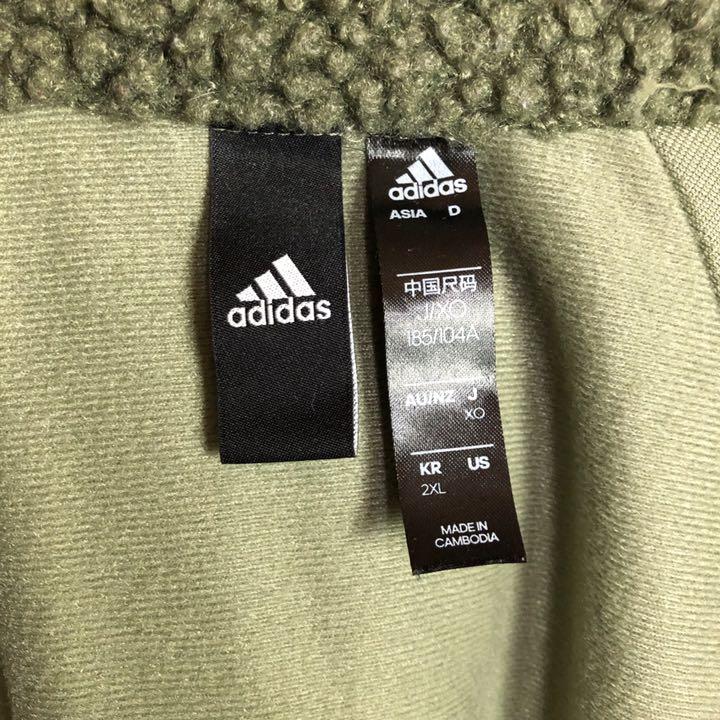 adidas
adidas
ASIA D
中国尺码
J/XO
185/104A
AU/NZ J
XO
KR US
2XL
MADE IN
CAMBODIA